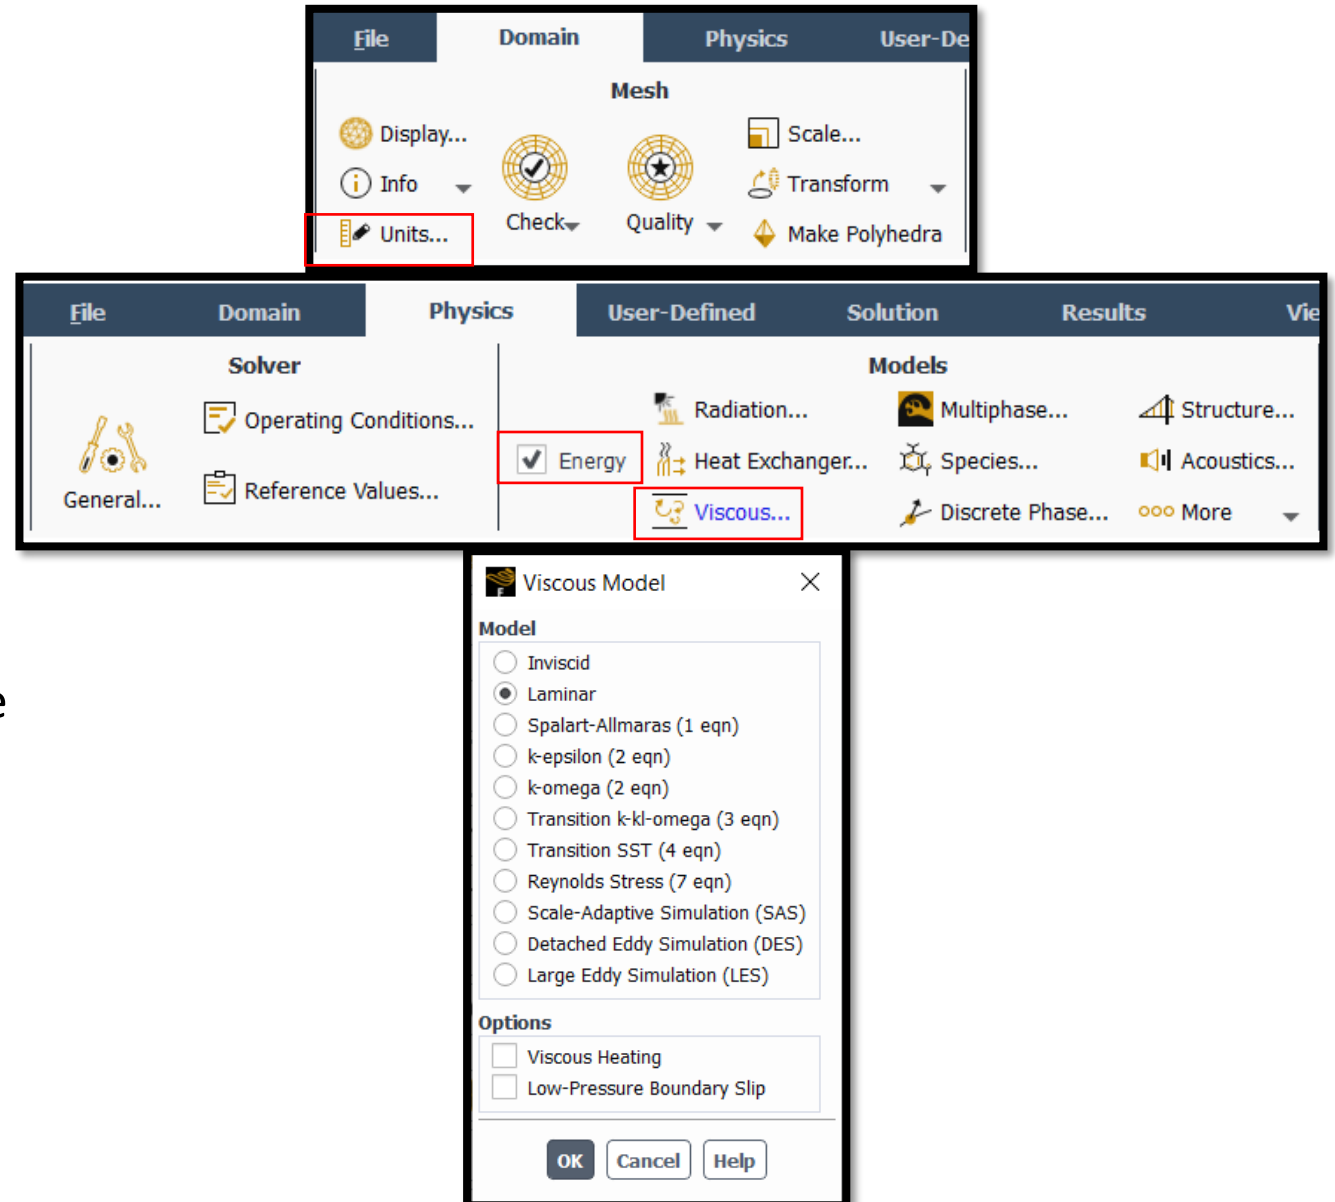 File Domain Physics User-De
Mesh
Display...
Info
Units...
Check
Quality
Scale...
Transform
Make Polyhedra
File Domain Physics User-Defined Solution Results Vie
Solver
General...
Operating Conditions...
Reference Values...
Models
Energy
Radiation...
Heat Exchanger...
Viscous...
Multiphase...
Species...
Discrete Phase...
Structure...
Acoustics...
More
e
Viscous Model
Model
Inviscid
Laminar
Spalart-Allmaras (1 eqn)
k-epsilon (2 eqn)
k-omega (2 eqn)
Transition k-kl-omega (3 eqn)
Transition SST (4 eqn)
Reynolds Stress (7 eqn)
Scale-Adaptive Simulation (SAS)
Detached Eddy Simulation (DES)
Large Eddy Simulation (LES)
Options
Viscous Heating
Low-Pressure Boundary Slip
OK Cancel Help